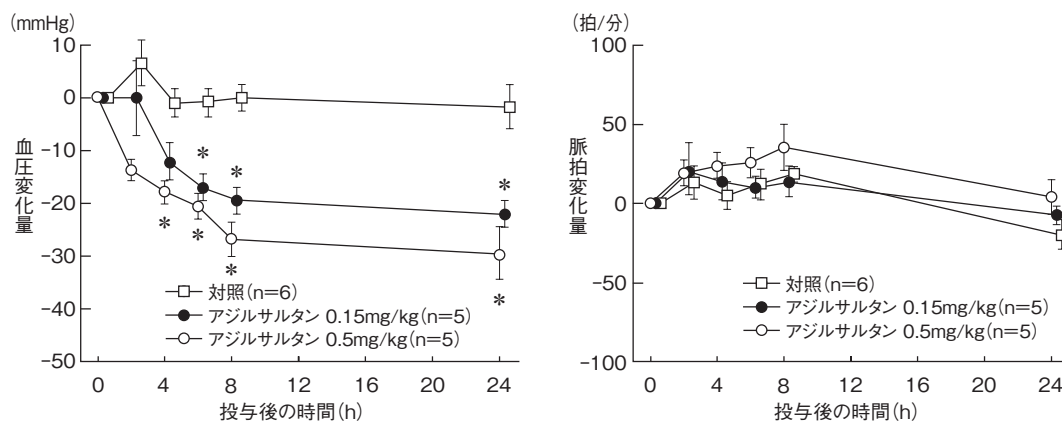 (mmHg)
10
0
-10
-20
-30
-40
-50
血圧変化量
* * *
* * * *
対照(n=6)
アジルサルタン 0.15mg/kg(n=5)
アジルサルタン 0.5mg/kg(n=5)
0 4 8 12 16 20 24
投与後の時間(h)
(拍/分)
100
50
0
-50
-100
脈拍変化量
対照(n=6)
アジルサルタン 0.15mg/kg(n=5)
アジルサルタン 0.5mg/kg(n=5)
0 4 8 12 16 20 24
投与後の時間(h)